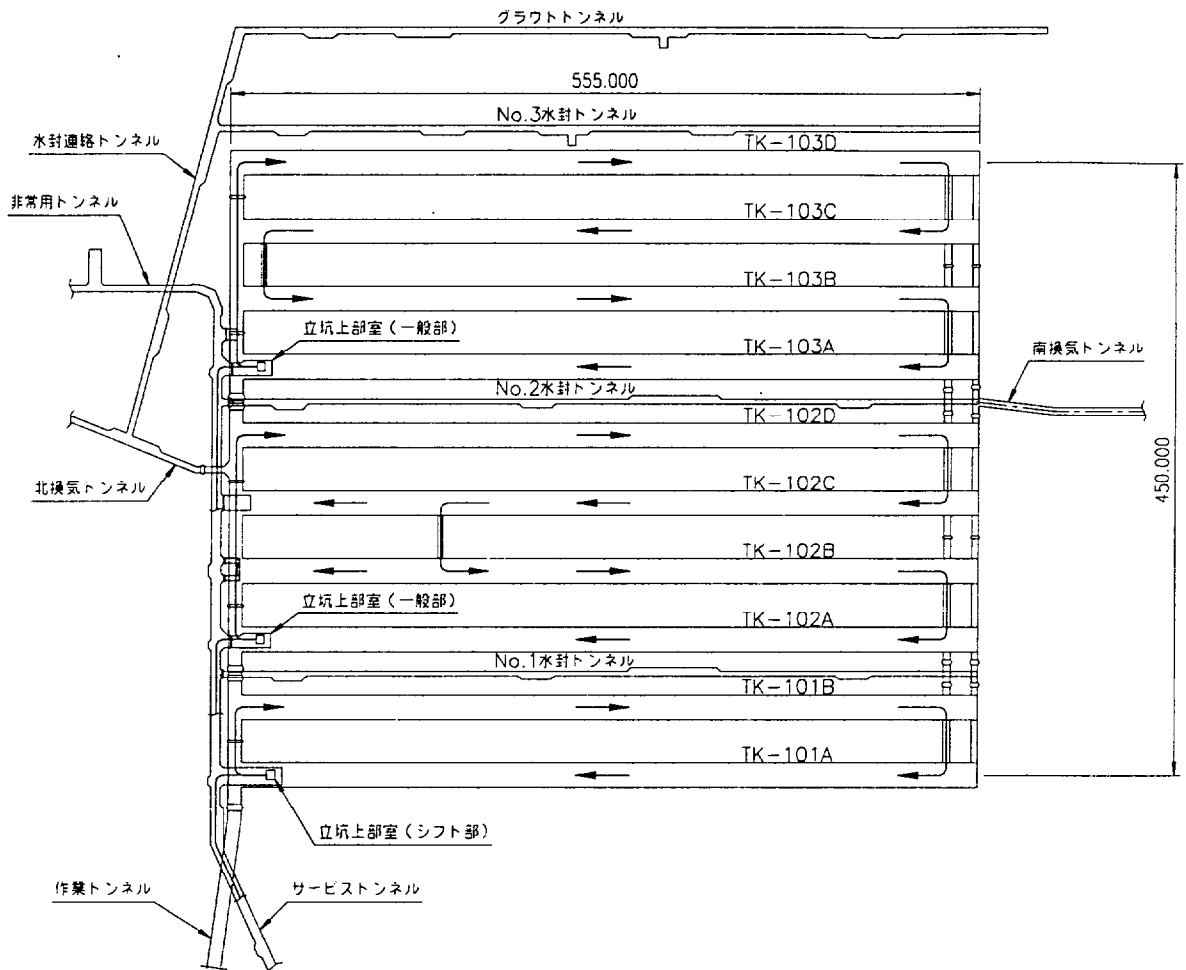 グラウトトンネル
555.000
No.3水封トンネル
水封連絡トンネル
TK-103D
非常用トンネル
TK-103C
TK-103B
立坑上部室(一般部)
TK-103A
南換気トンネル
No.2水封トンネル
TK-102D
北換気トンネル
TK-102C
450.000
TK-102B
立坑上部室(一般部)
TK-102A
No.1水封トンネル
TK-101B
TK-101A
立坑上部室(シフト部)
作業トンネル
サービストンネル